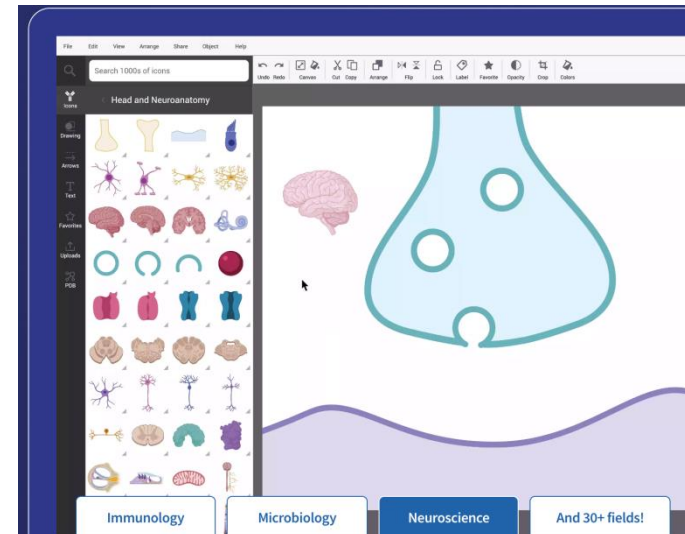 File Edit View Arrange Share Object Help
Search 1000s of icons
Undo Redo Canvas Cut Copy Arrange Flip Lock Label Favorite Opacity Crop Colors
Icons
Head and Neuroanatomy
Drawing
Arrows
Text
Favorites
Uploads
PDB
Immunology Microbiology Neuroscience And 30+ fields!